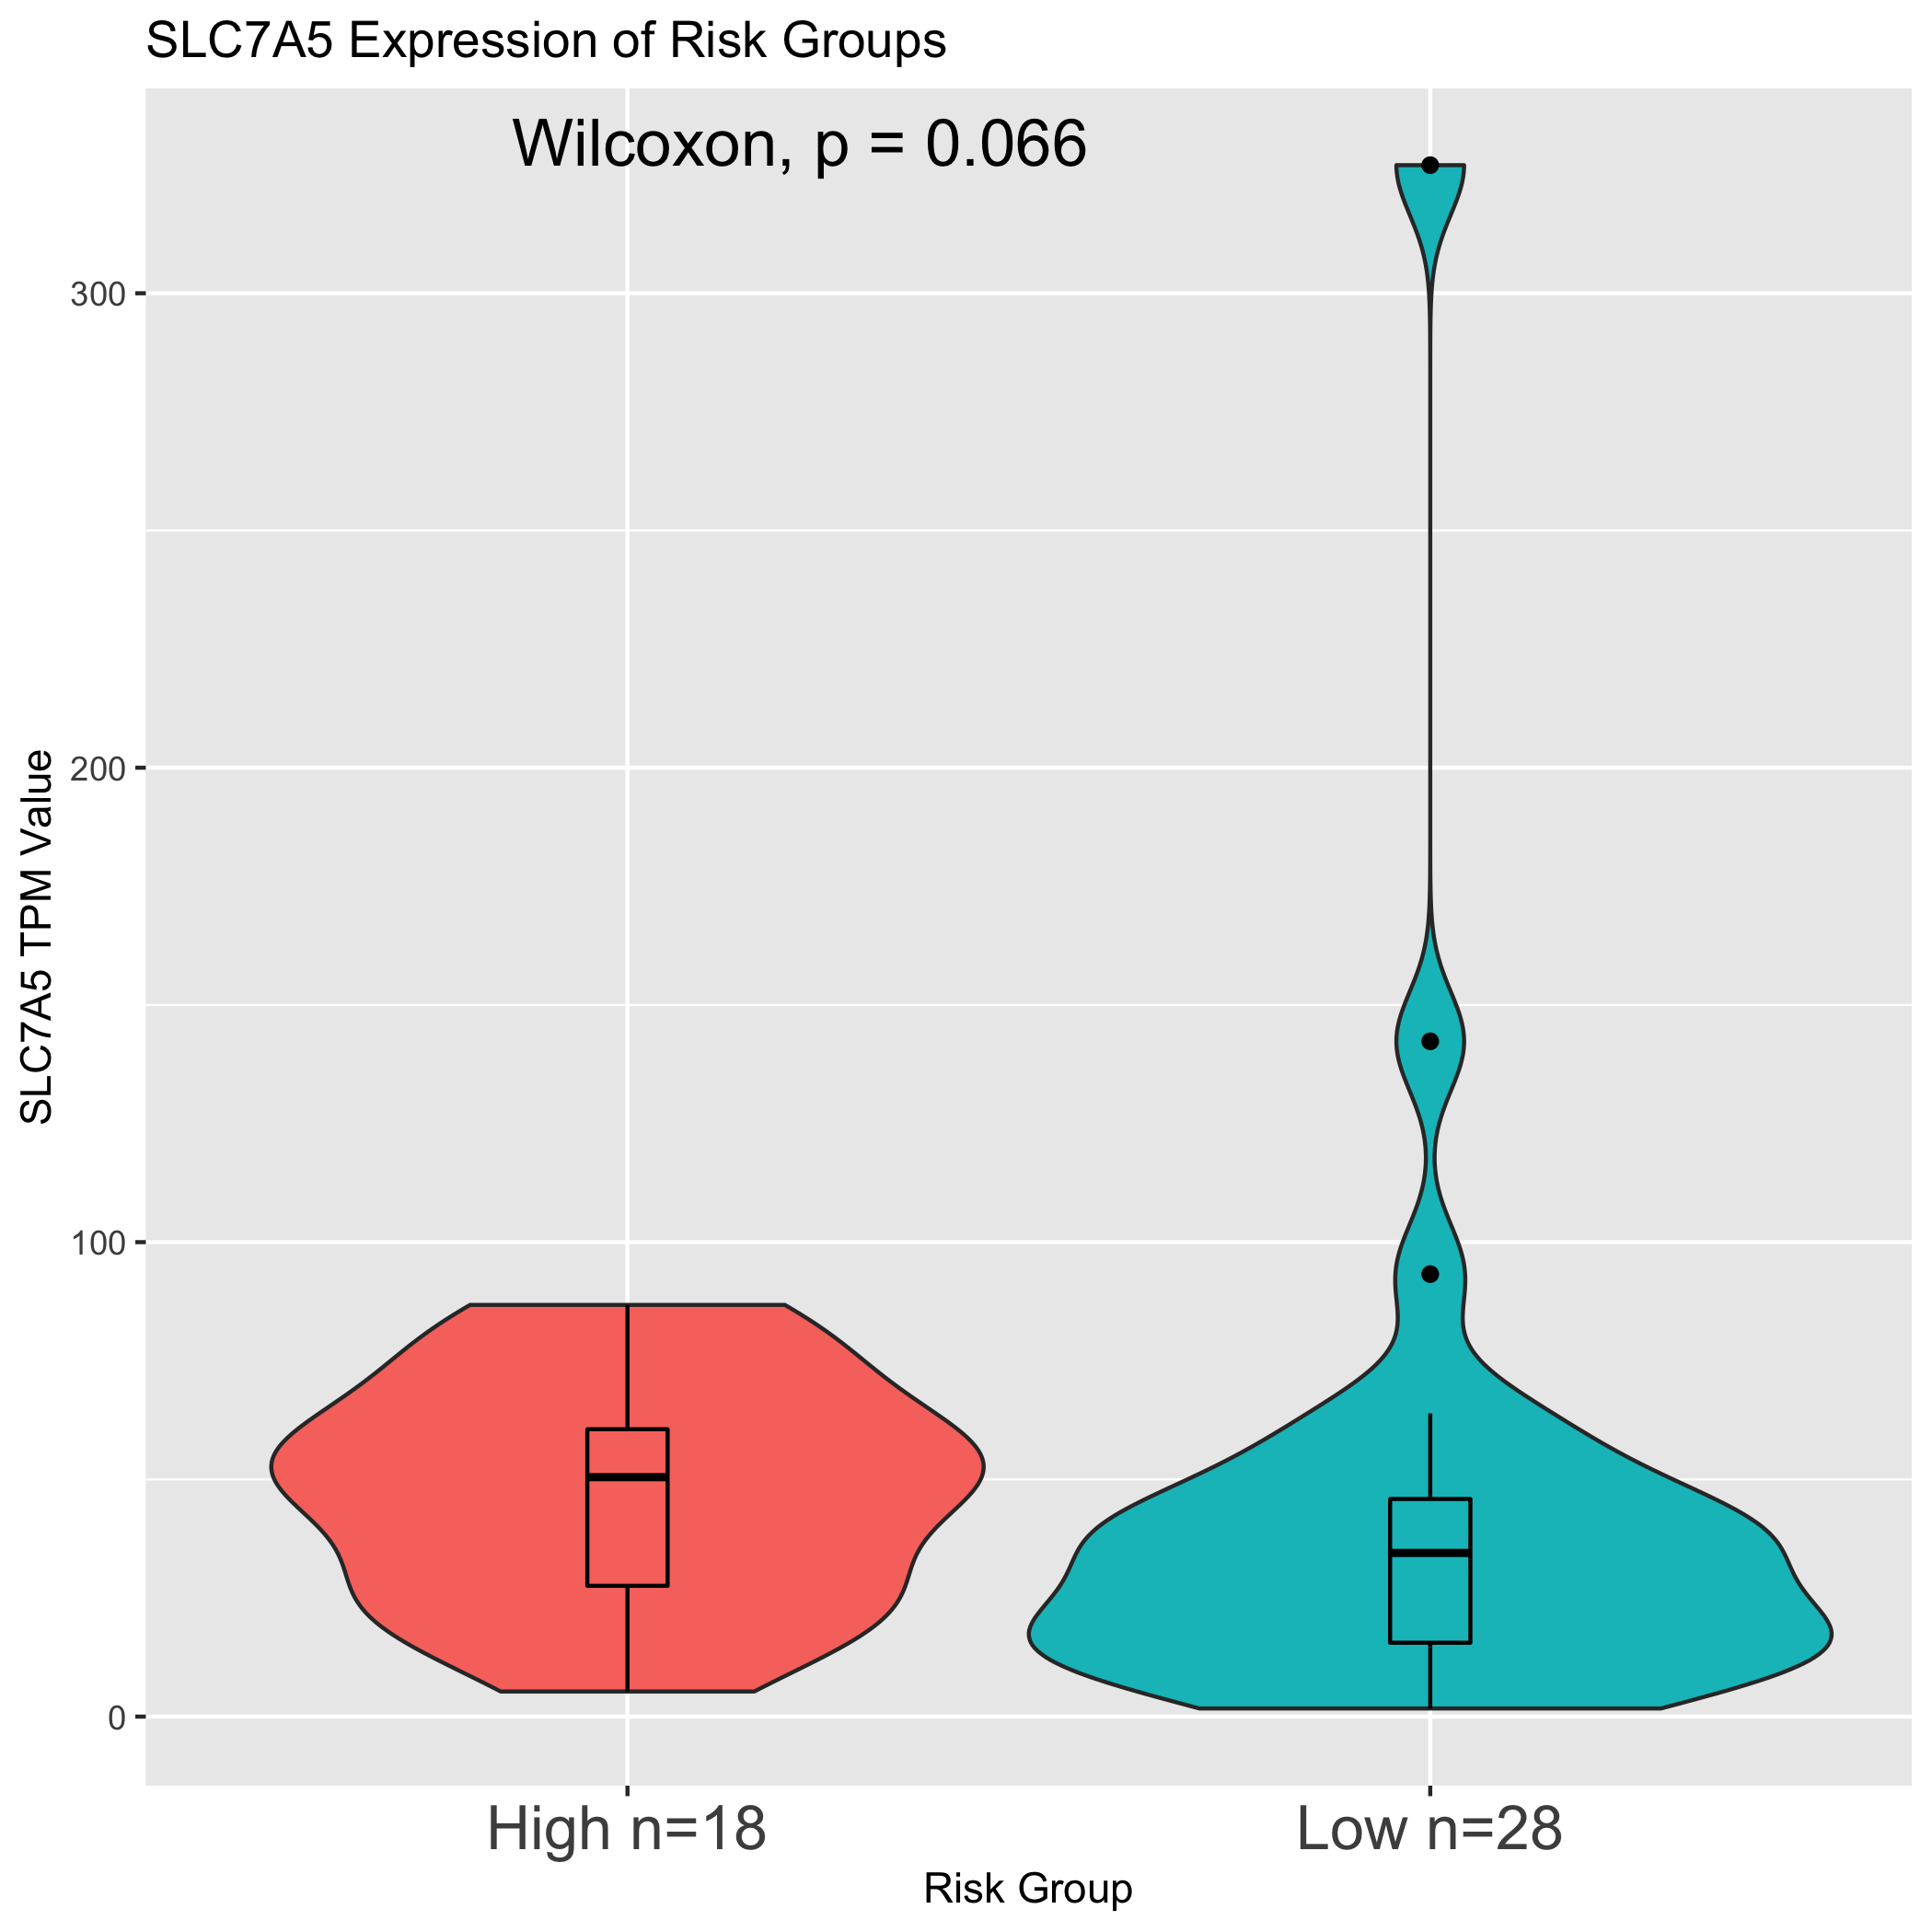 SLC7A5 Expression of Risk Groups
Wilcoxon, p = 0.066
SLC7A5 TPM Value
300
200
100
0
High n=18
Low n=28
Risk Group